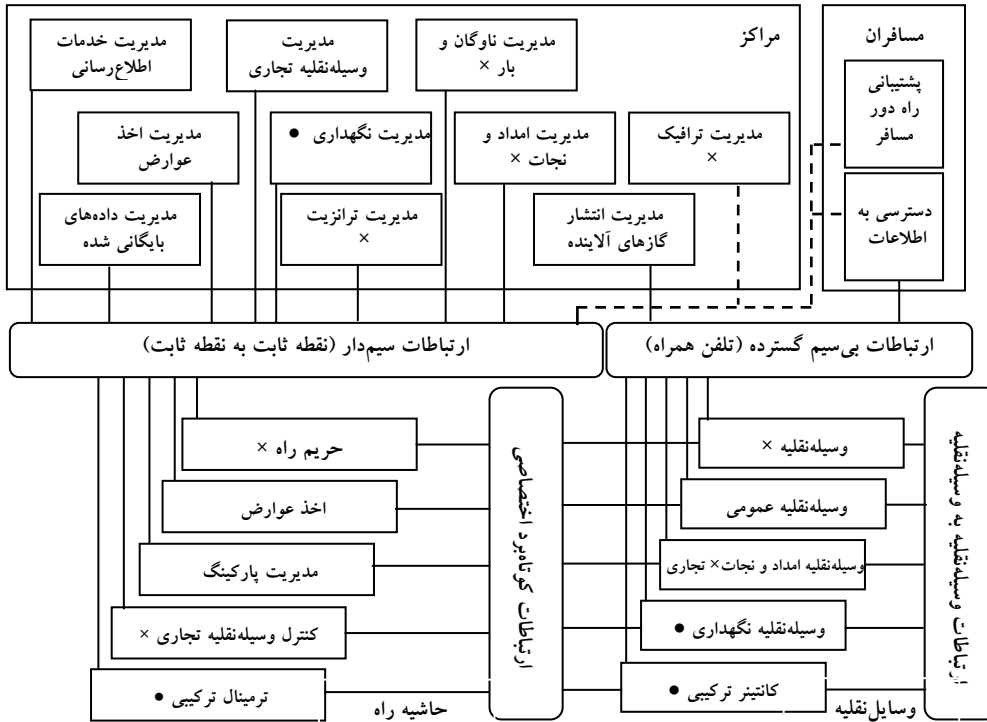 مسافران
پشتیبانی
راه دور
مسافر
دسترسی به
اطلاعات
مراکز
مدیریت ناوگان و
بار ×
مدیریت
وسیله‌نقلیه تجاری
مدیریت خدمات
اطلاع‌رسانی
مدیریت ترافیک
×
مدیریت امداد و
نجات ×
مدیریت نگهداری ●
مدیریت اخذ
عوارض
مدیریت انتشار
گازهای آلاینده
مدیریت ترانزیت
×
مدیریت داده‌های
بایگانی شده
ارتباطات بی‌سیم گسترده (تلفن همراه)
ارتباطات سیم‌دار (نقطه ثابت به نقطه ثابت)
ارتباطات وسیله‌نقلیه به وسیله‌نقلیه
وسیله‌نقلیه ×
وسیله‌نقلیه عمومی
وسیله‌نقلیه امداد و نجات× تجاری
وسیله‌نقلیه نگهداری ●
کانتینر ترکیبی ●
وسایل‌نقلیه
ارتباطات کوتاه‌برد اختصاصی
حریم راه ×
اخذ عوارض
مدیریت پارکینگ
کنترل وسیله‌نقلیه تجاری ×
ترمینال ترکیبی ●
حاشیه راه